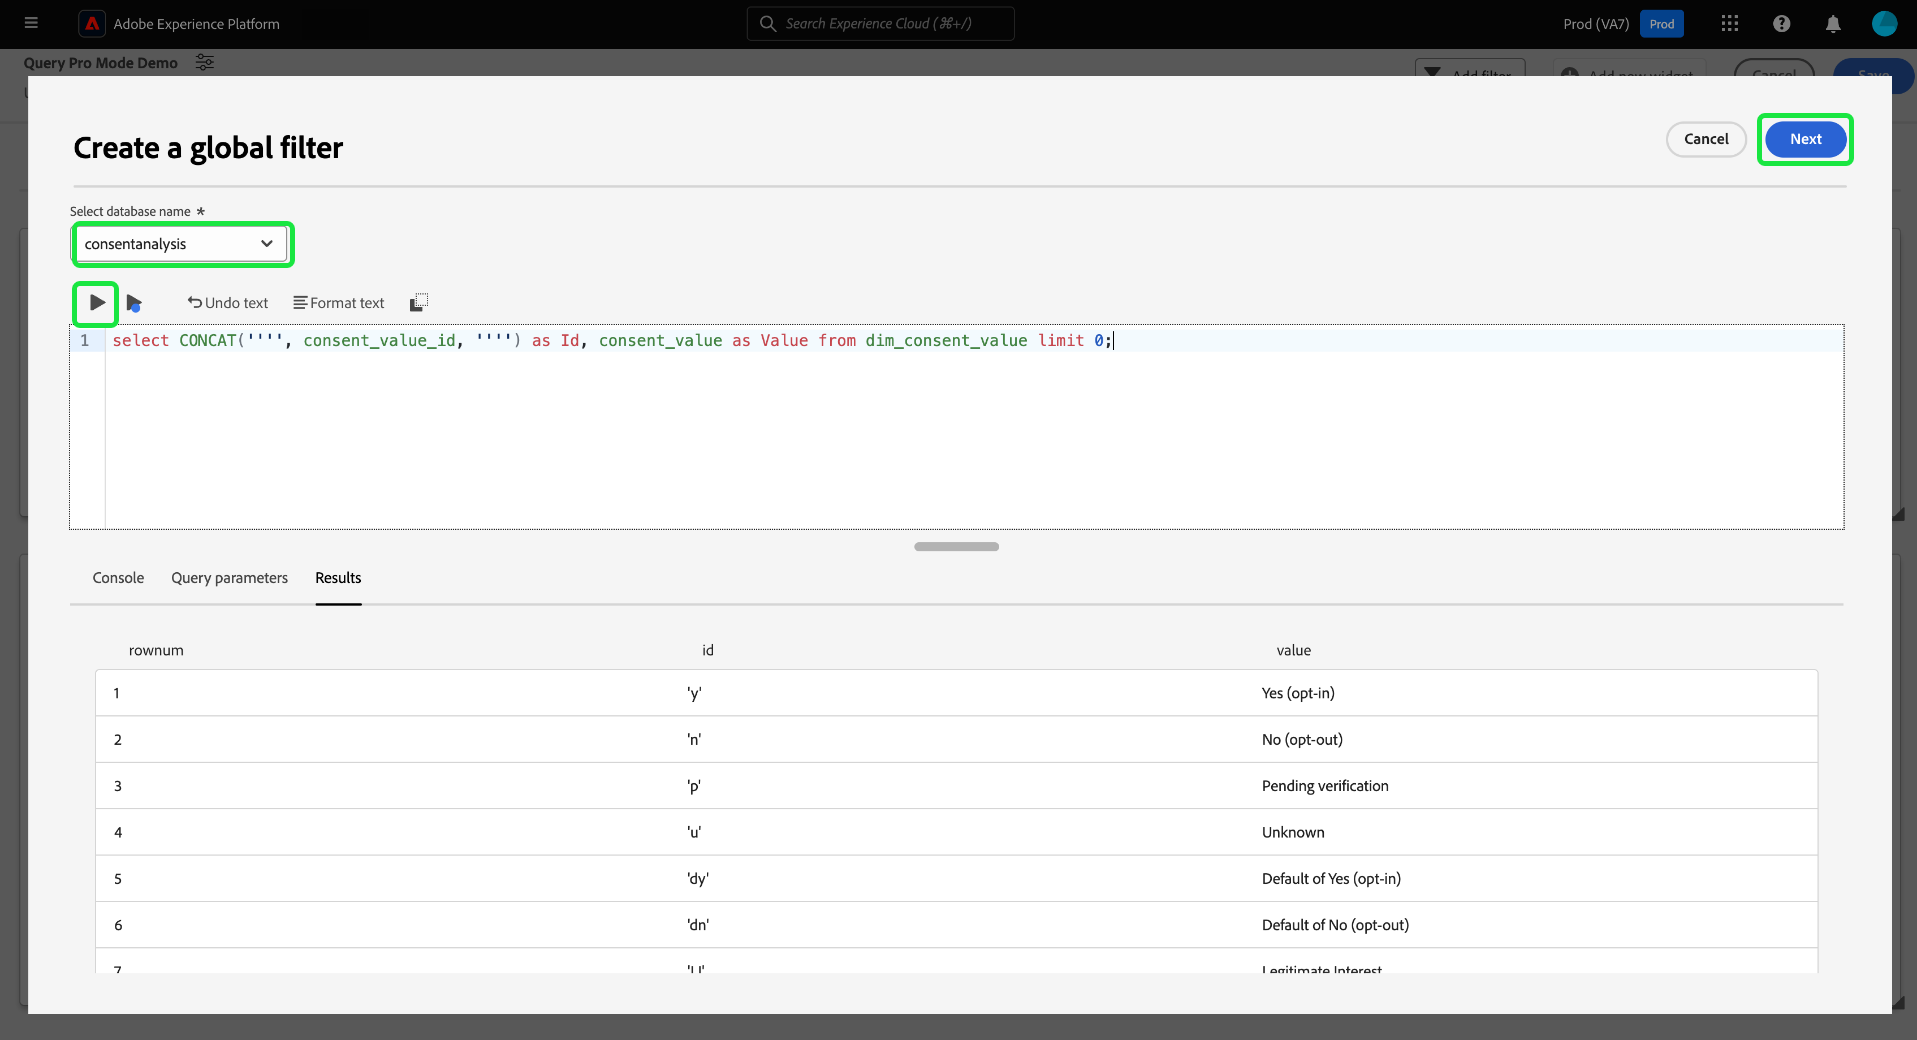 Adobe Experience Platform
Search Experience Cloud (⌘+/)
Prod (VA7)
Prod
Query Pro Mode Demo
Add filter
Add new widget
Cancel
Save
Create a global filter
Cancel
Next
Select database name *
consentanalysis
Undo text
Format text
1 select CONCAT('''', consent_value_id, '''') as Id, consent_value as Value from dim_consent_value limit 0;
Console Query parameters Results
rownum id value
1 'y' Yes (opt-in)
2 'n' No (opt-out)
3 'p' Pending verification
4 'u' Unknown
5 'dy' Default of Yes (opt-in)
6 'dn' Default of No (opt-out)
7 Legitimate Interest